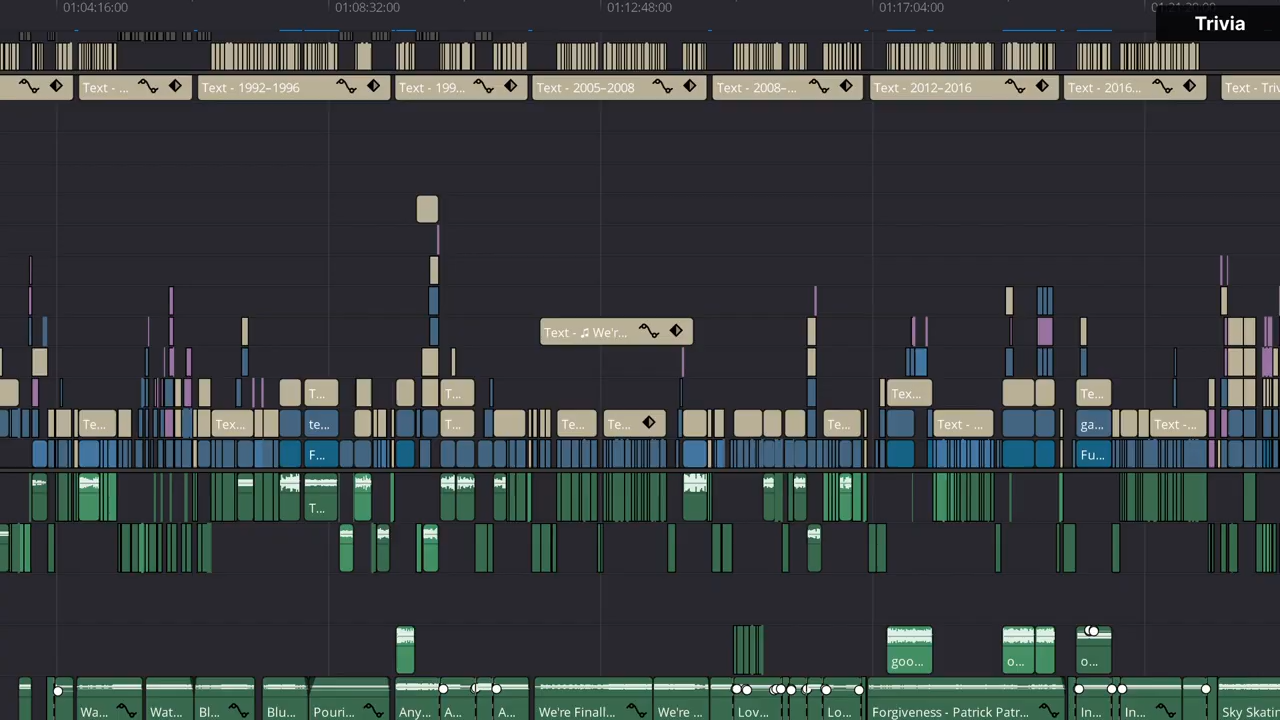 01:04:16:00 01:08:32:00 01:12:48:00 01:17:04:00
Trivia
Text - ... Text - 1992–1996 Text - 199... Text - 2005–2008 Text - 2008–... Text - 2012–2016 Text - 2016... Text - Triv
Text - ♫ We'r...
T... T... Tex... Te...
Te... Tex... te... T... Te... Te... Te... Text - ... ga... Text -...
F... Fu...
T...
goo... o... o...
Wa... Wat... Bl... Blu... Pouri... Any... A... A... We're Finall... We're ... Lov... Lo... Forgiveness - Patrick Patr... In... In... Sky Skatin